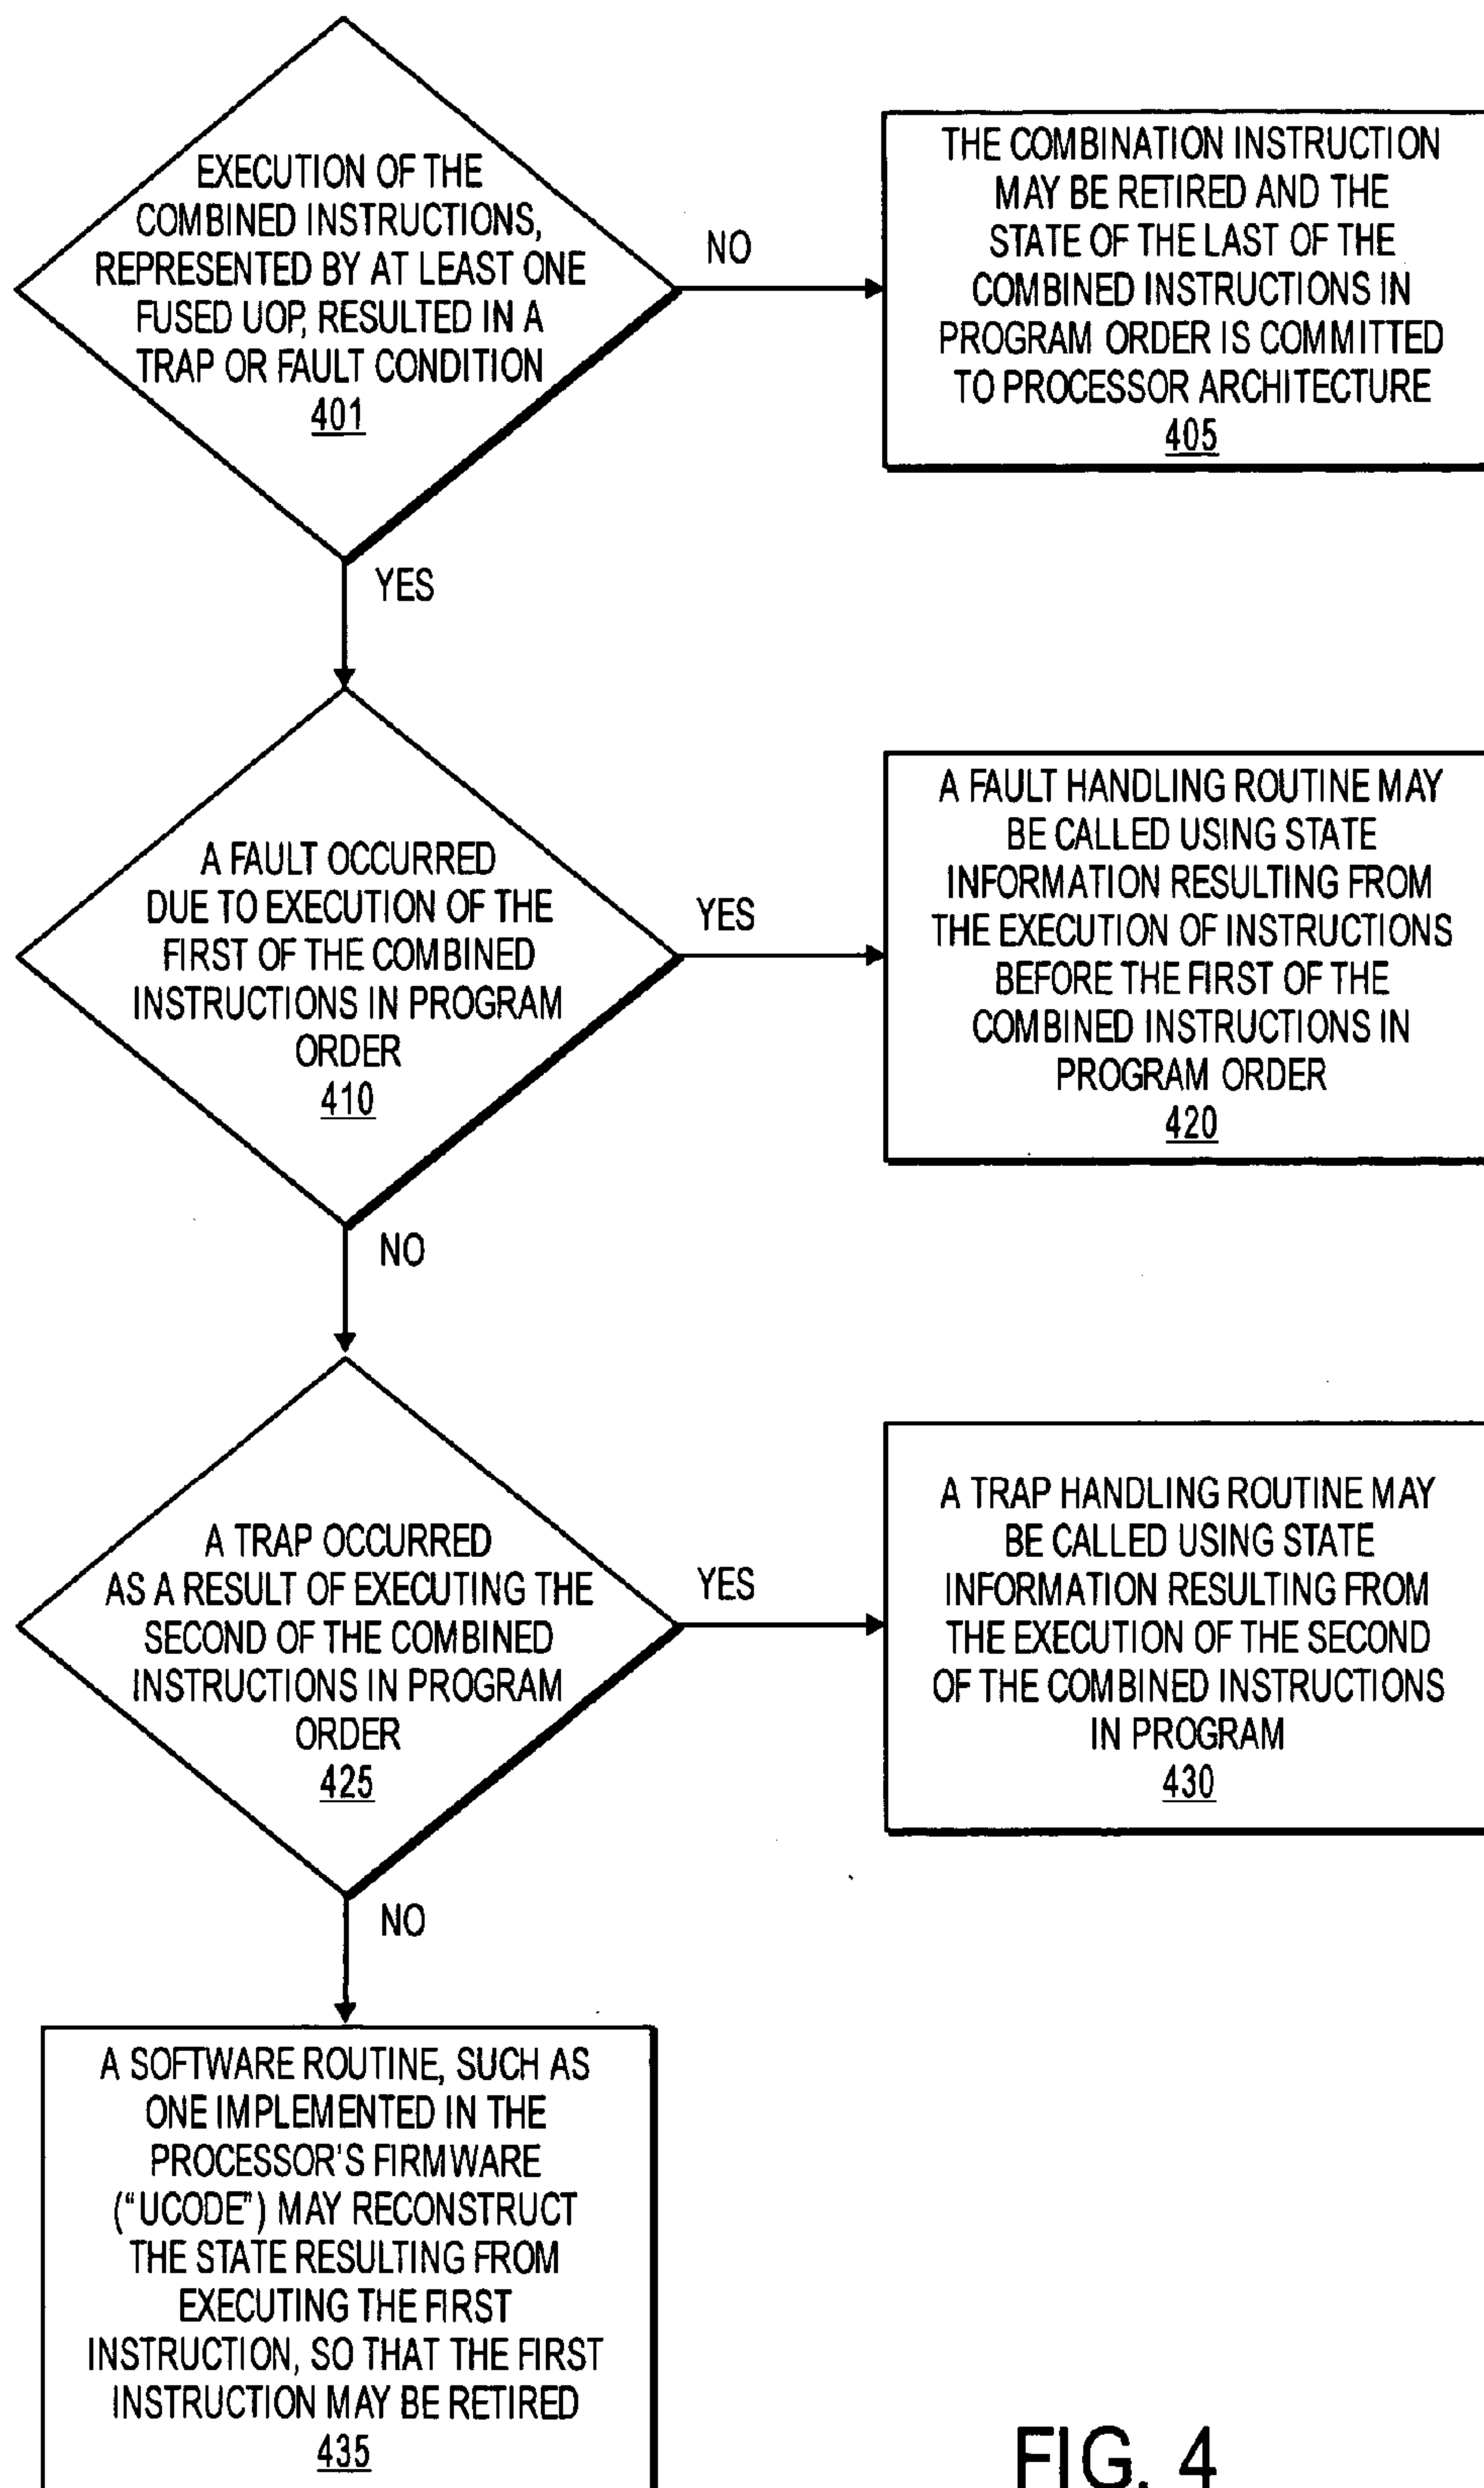 EXECUTION OF THE
COMBINED INSTRUCTIONS,
REPRESENTED BY AT LEAST ONE
FUSED UOP, RESULTED IN A
TRAP OR FAULT CONDITION
401
NO
THE COMBINATION INSTRUCTION
MAY BE RETIRED AND THE
STATE OF THE LAST OF THE
COMBINED INSTRUCTIONS IN
PROGRAM ORDER IS COMMITTED
TO PROCESSOR ARCHITECTURE
405
YES
A FAULT OCCURRED
DUE TO EXECUTION OF THE
FIRST OF THE COMBINED
INSTRUCTIONS IN PROGRAM
ORDER
410
YES
A FAULT HANDLING ROUTINE MAY
BE CALLED USING STATE
INFORMATION RESULTING FROM
THE EXECUTION OF INSTRUCTIONS
BEFORE THE FIRST OF THE
COMBINED INSTRUCTIONS IN
PROGRAM ORDER
420
NO
A TRAP OCCURRED
AS A RESULT OF EXECUTING THE
SECOND OF THE COMBINED
INSTRUCTIONS IN PROGRAM
ORDER
425
YES
A TRAP HANDLING ROUTINE MAY
BE CALLED USING STATE
INFORMATION RESULTING FROM
THE EXECUTION OF THE SECOND
OF THE COMBINED INSTRUCTIONS
IN PROGRAM
430
NO
A SOFTWARE ROUTINE, SUCH AS
ONE IMPLEMENTED IN THE
PROCESSOR'S FIRMWARE
("UCODE") MAY RECONSTRUCT
THE STATE RESULTING FROM
EXECUTING THE FIRST
INSTRUCTION, SO THAT THE FIRST
INSTRUCTION MAY BE RETIRED
435
FIG. 4